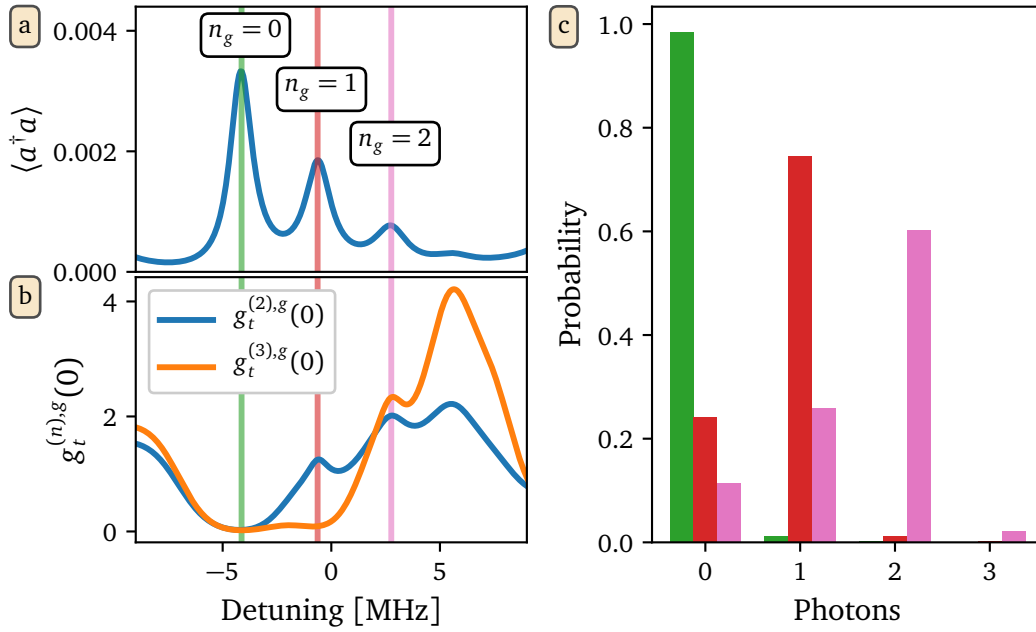 a
0.004
0.002
0.000
⟨a†a⟩
n_g = 0
n_g = 1
n_g = 2
b
4
2
0
g_t^{(n),g}(0)
g_t^{(2),g}(0)
g_t^{(3),g}(0)
−5
0
5
Detuning [MHz]
c
1.0
0.8
0.6
0.4
0.2
0.0
Probability
0
1
2
3
Photons